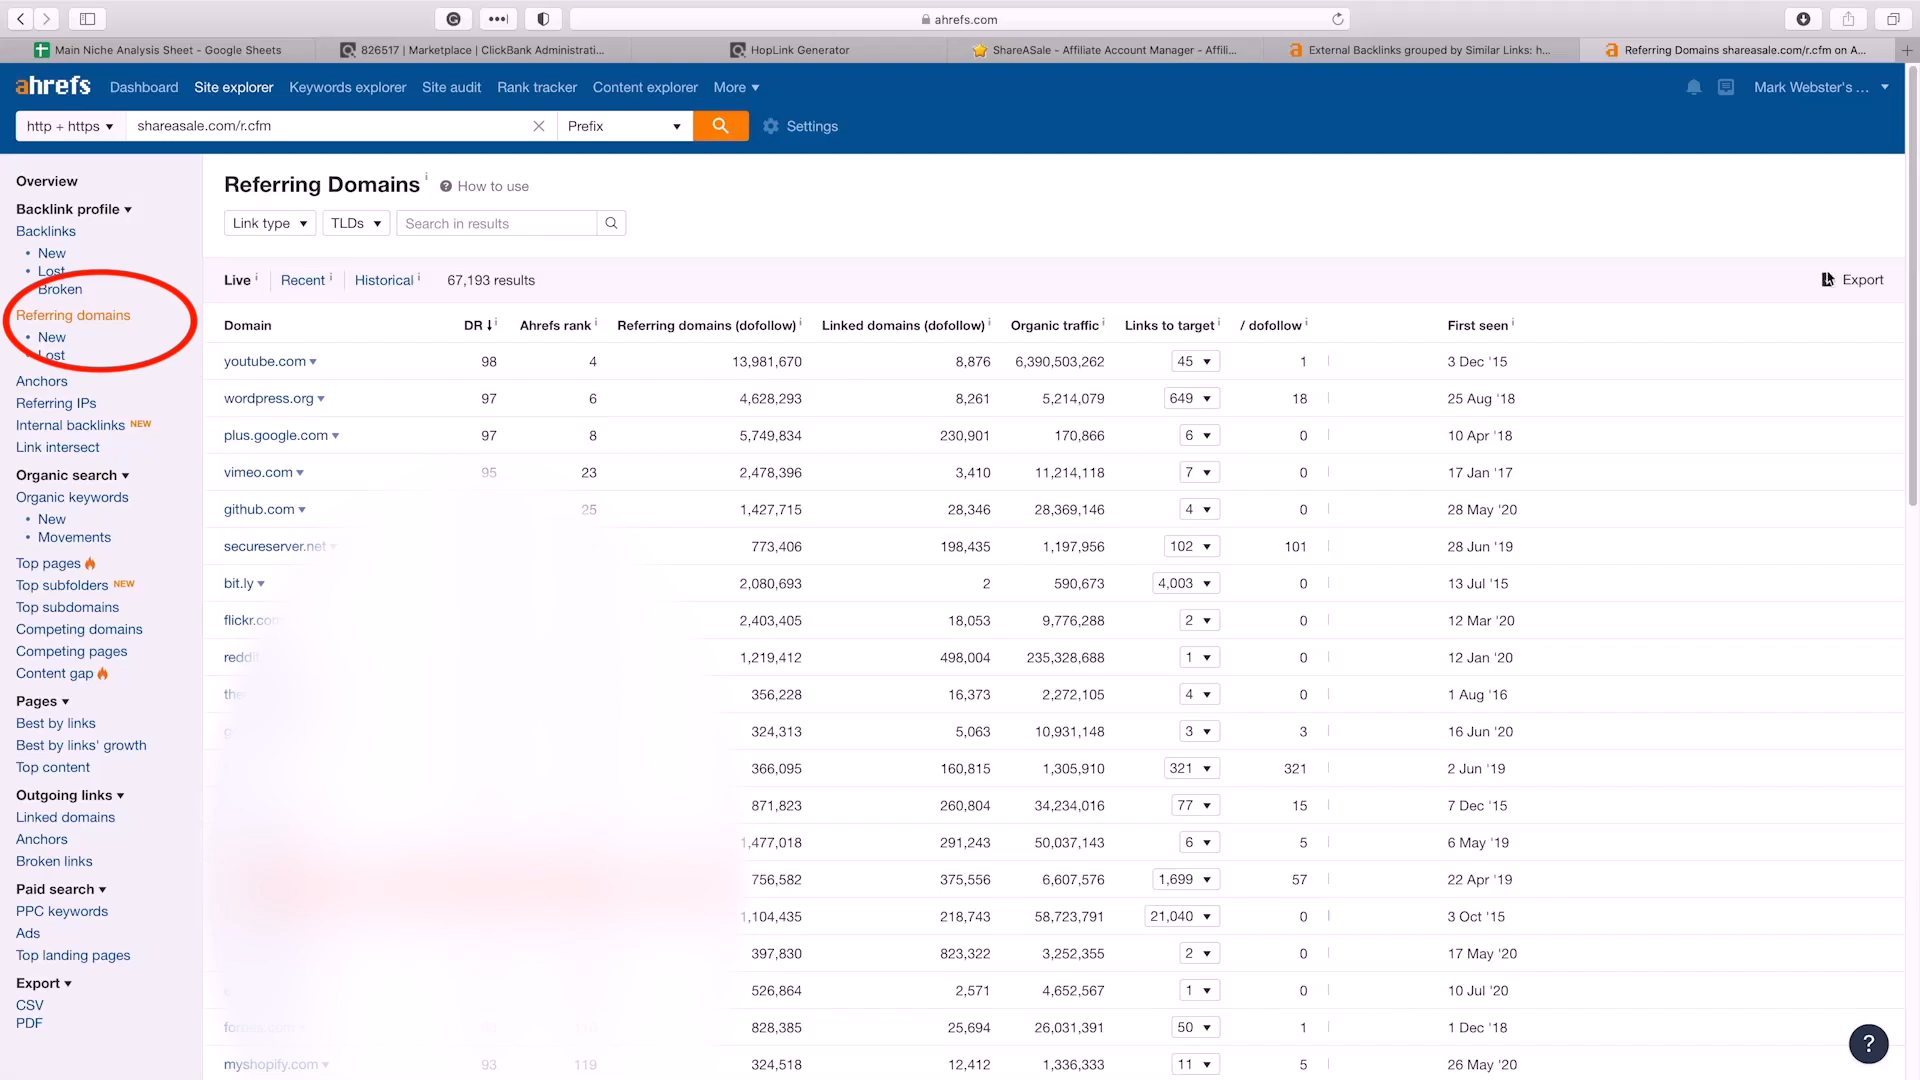 ahrefs.com
Main Niche Analysis Sheet - Google Sheets
826517 | Marketplace | ClickBank Administrati...
HopLink Generator
ShareASale - Affiliate Account Manager - Affili...
External Backlinks grouped by Similar Links: h...
Referring Domains shareasale.com/r.cfm on A...
ahrefs Dashboard Site explorer Keywords explorer Site audit Rank tracker Content explorer More Mark Webster's ...
http + https shareasale.com/r.cfm Prefix Settings
Overview
Backlink profile
Backlinks
• New
• Lost
Broken
Referring domains
• New
Lost
Anchors
Referring IPs
Internal backlinks NEW
Link intersect
Organic search
Organic keywords
• New
• Movements
Top pages
Top subfolders NEW
Top subdomains
Competing domains
Competing pages
Content gap
Pages
Best by links
Best by links' growth
Top content
Outgoing links
Linked domains
Anchors
Broken links
Paid search
PPC keywords
Ads
Top landing pages
Export
CSV
PDF
Referring Domains i ? How to use
Link type TLDs Search in results
Live i Recent i Historical i 67,193 results Export
Domain DR i Ahrefs rank i Referring domains (dofollow) i Linked domains (dofollow) i Organic traffic i Links to target i / dofollow i First seen i
youtube.com 98 4 13,981,670 8,876 6,390,503,262 45 1 3 Dec '15
wordpress.org 97 6 4,628,293 8,261 5,214,079 649 18 25 Aug '18
plus.google.com 97 8 5,749,834 230,901 170,866 6 0 10 Apr '18
vimeo.com 95 23 2,478,396 3,410 11,214,118 7 0 17 Jan '17
github.com 25 1,427,715 28,346 28,369,146 4 0 28 May '20
secureserver.net 773,406 198,435 1,197,956 102 101 28 Jun '19
bit.ly 2,080,693 2 590,673 4,003 0 13 Jul '15
flickr.com 2,403,405 18,053 9,776,288 2 0 12 Mar '20
reddi 1,219,412 498,004 235,328,688 1 0 12 Jan '20
the 356,228 16,373 2,272,105 4 0 1 Aug '16
324,313 5,063 10,931,148 3 3 16 Jun '20
366,095 160,815 1,305,910 321 321 2 Jun '19
871,823 260,804 34,234,016 77 15 7 Dec '15
1,477,018 291,243 50,037,143 6 5 6 May '19
756,582 375,556 6,607,576 1,699 57 22 Apr '19
1,104,435 218,743 58,723,791 21,040 0 3 Oct '15
397,830 823,322 3,252,355 2 0 17 May '20
526,864 2,571 4,652,567 1 0 10 Jul '20
828,385 25,694 26,031,391 50 1 1 Dec '18
myshopify.com 93 119 324,518 12,412 1,336,333 11 5 26 May '20
?